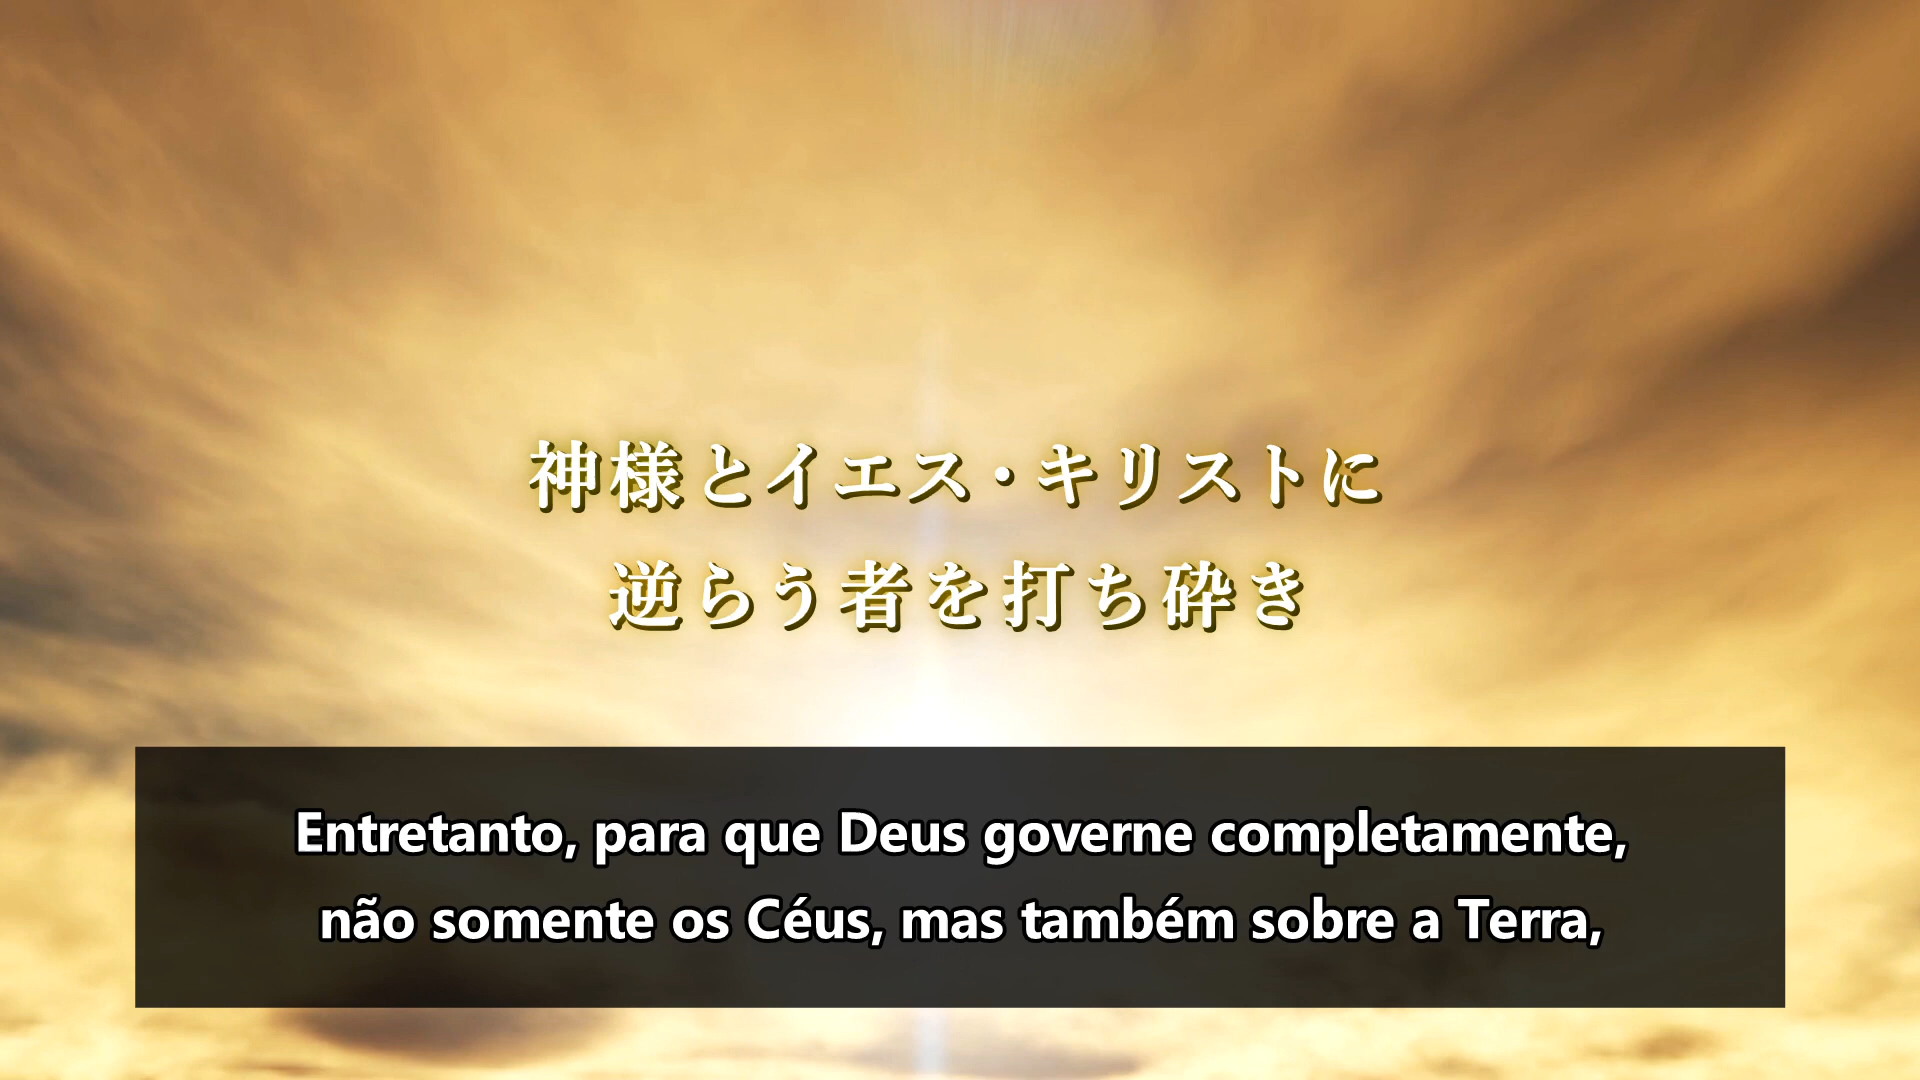 神様とイエス・キリストに
逆らう者を打ち砕き
Entretanto, para que Deus governe completamente,
não somente os Céus, mas também sobre a Terra,